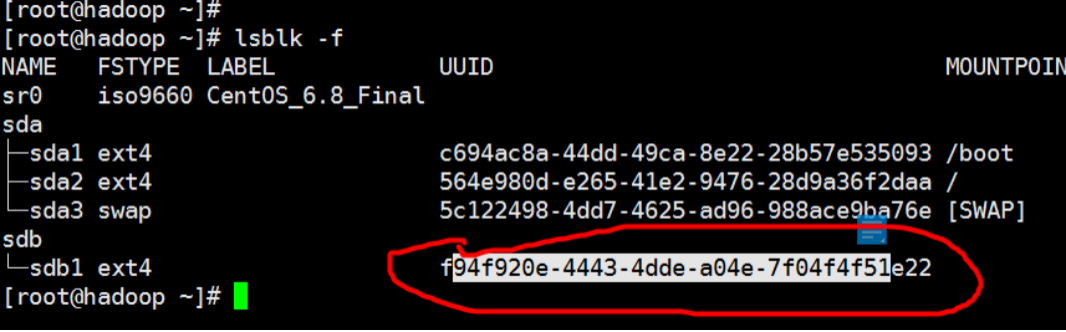 [root@hadoop ~]#
[root@hadoop ~]# lsblk -f
NAME   FSTYPE  LABEL            UUID                                 MOUNTPOIN
sr0    iso9660 CentOS_6.8_Final
sda
├─sda1 ext4                     c694ac8a-44dd-49ca-8e22-28b57e535093 /boot
├─sda2 ext4                     564e980d-e265-41e2-9476-28d9a36f2daa /
└─sda3 swap                     5c122498-4dd7-4625-ad96-988ace9ba76e [SWAP]
sdb
└─sdb1 ext4                     f94f920e-4443-4dde-a04e-7f04f4f51e22
[root@hadoop ~]#